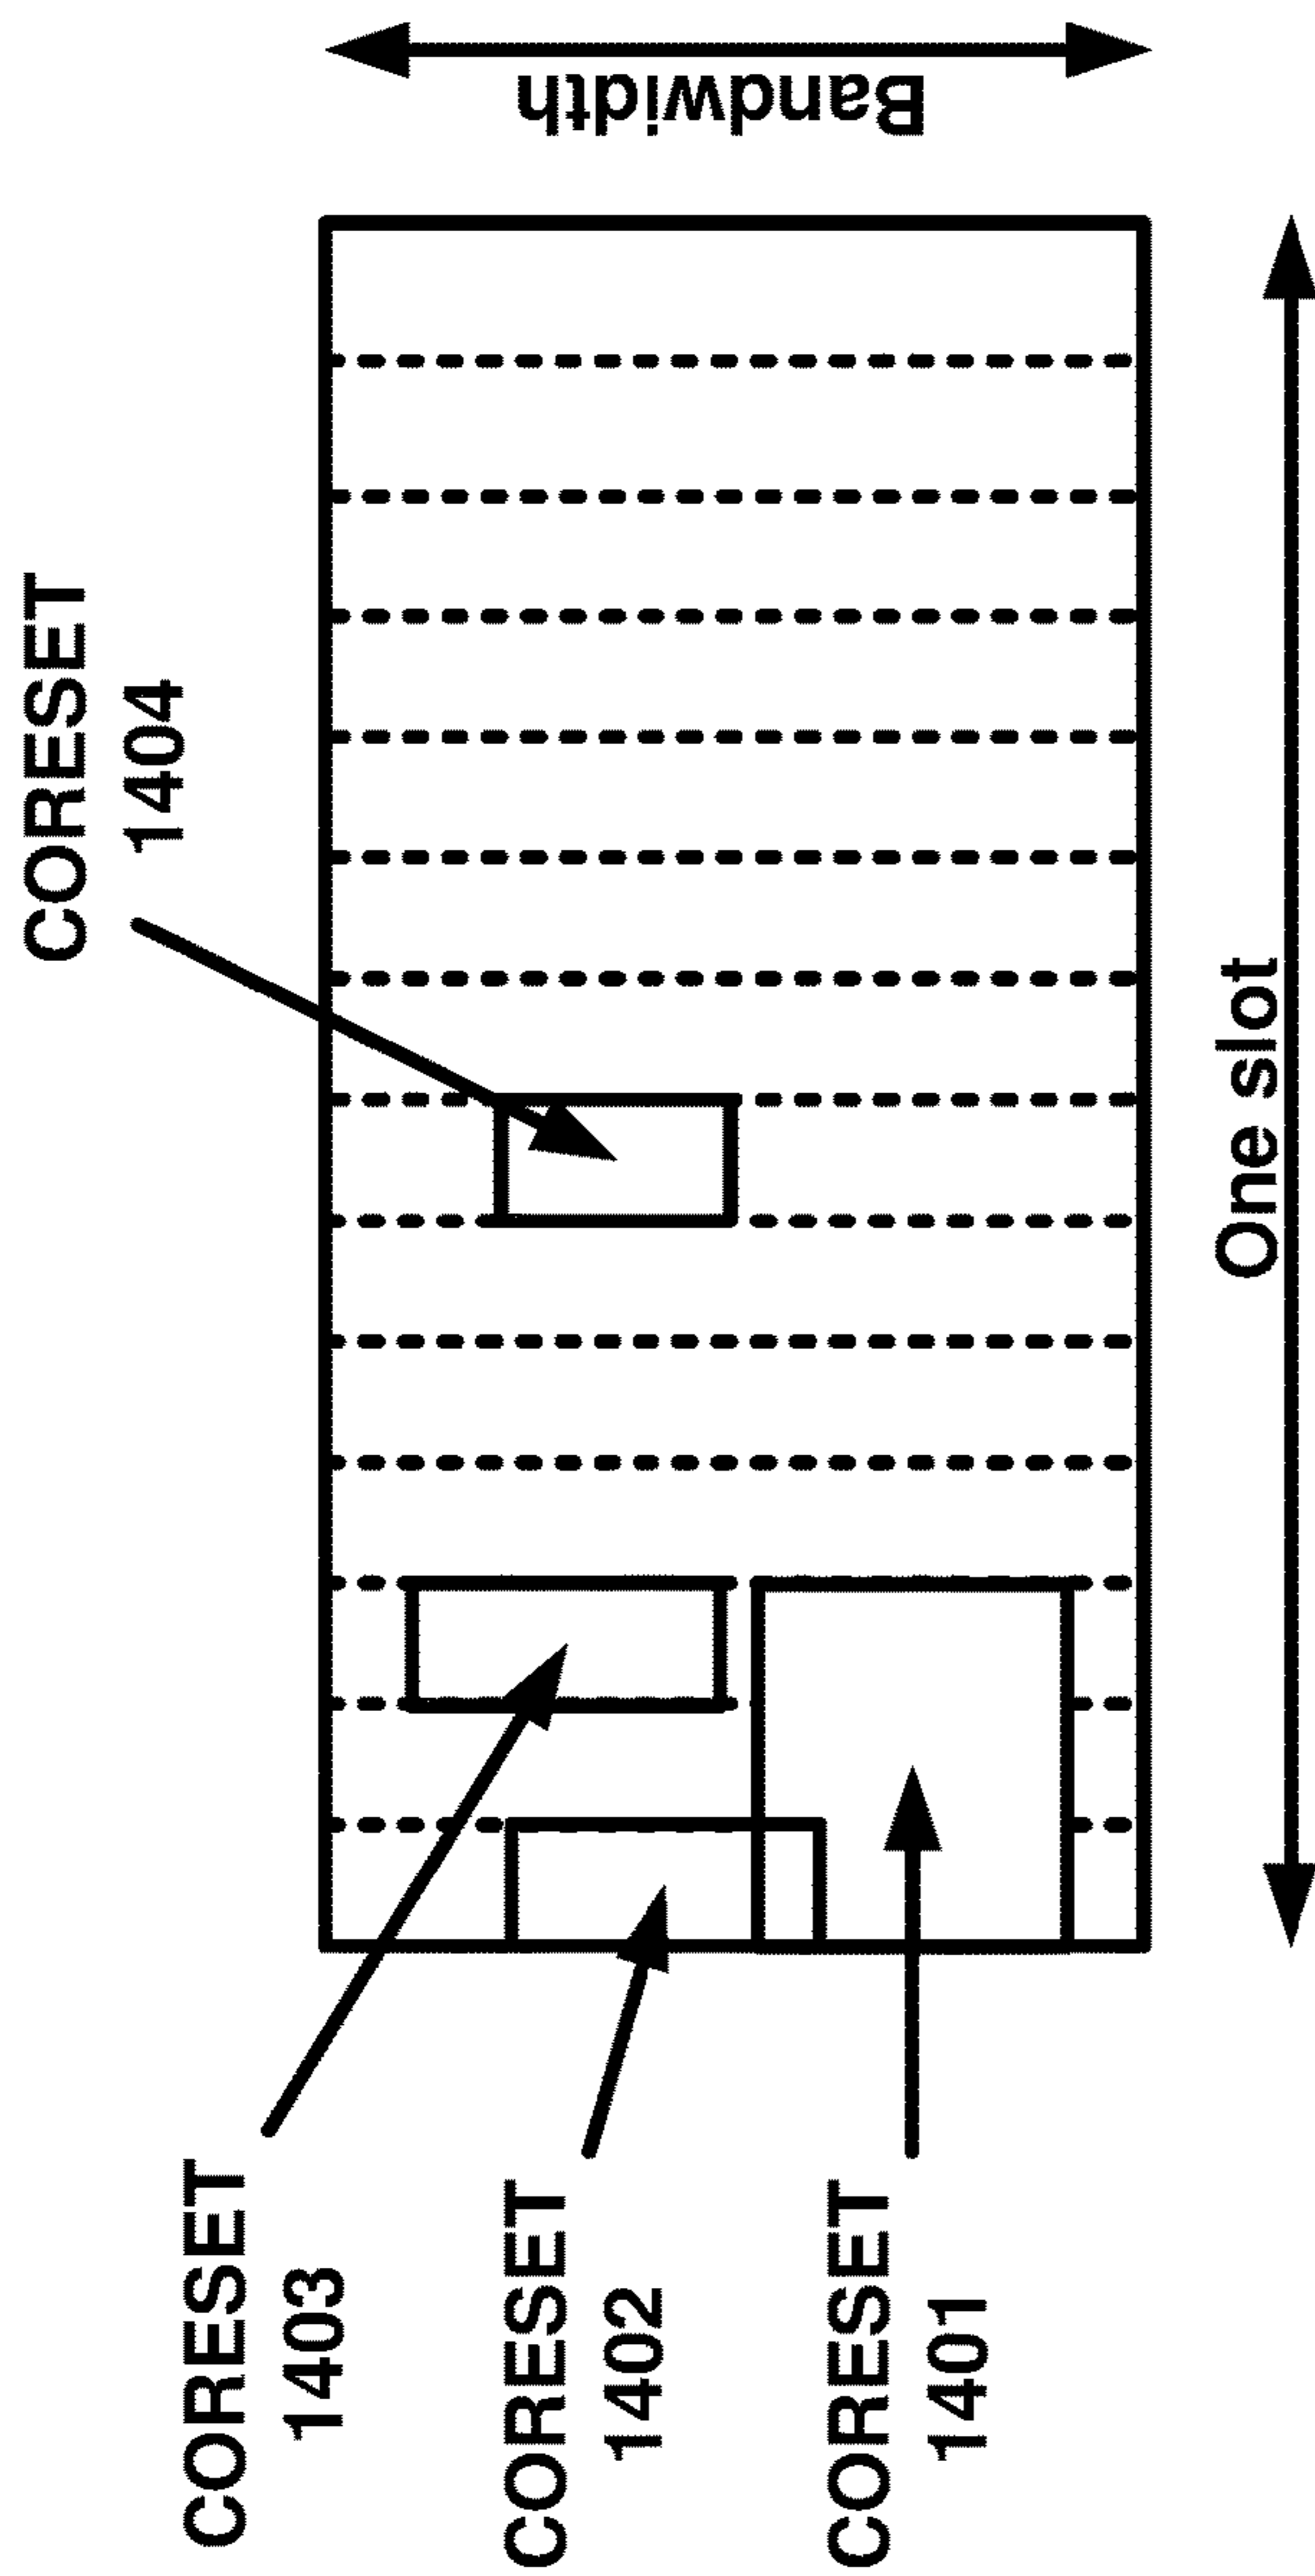 CORESET
1404
Bandwidth
CORESET
1403
CORESET
1402
CORESET
1401
One slot